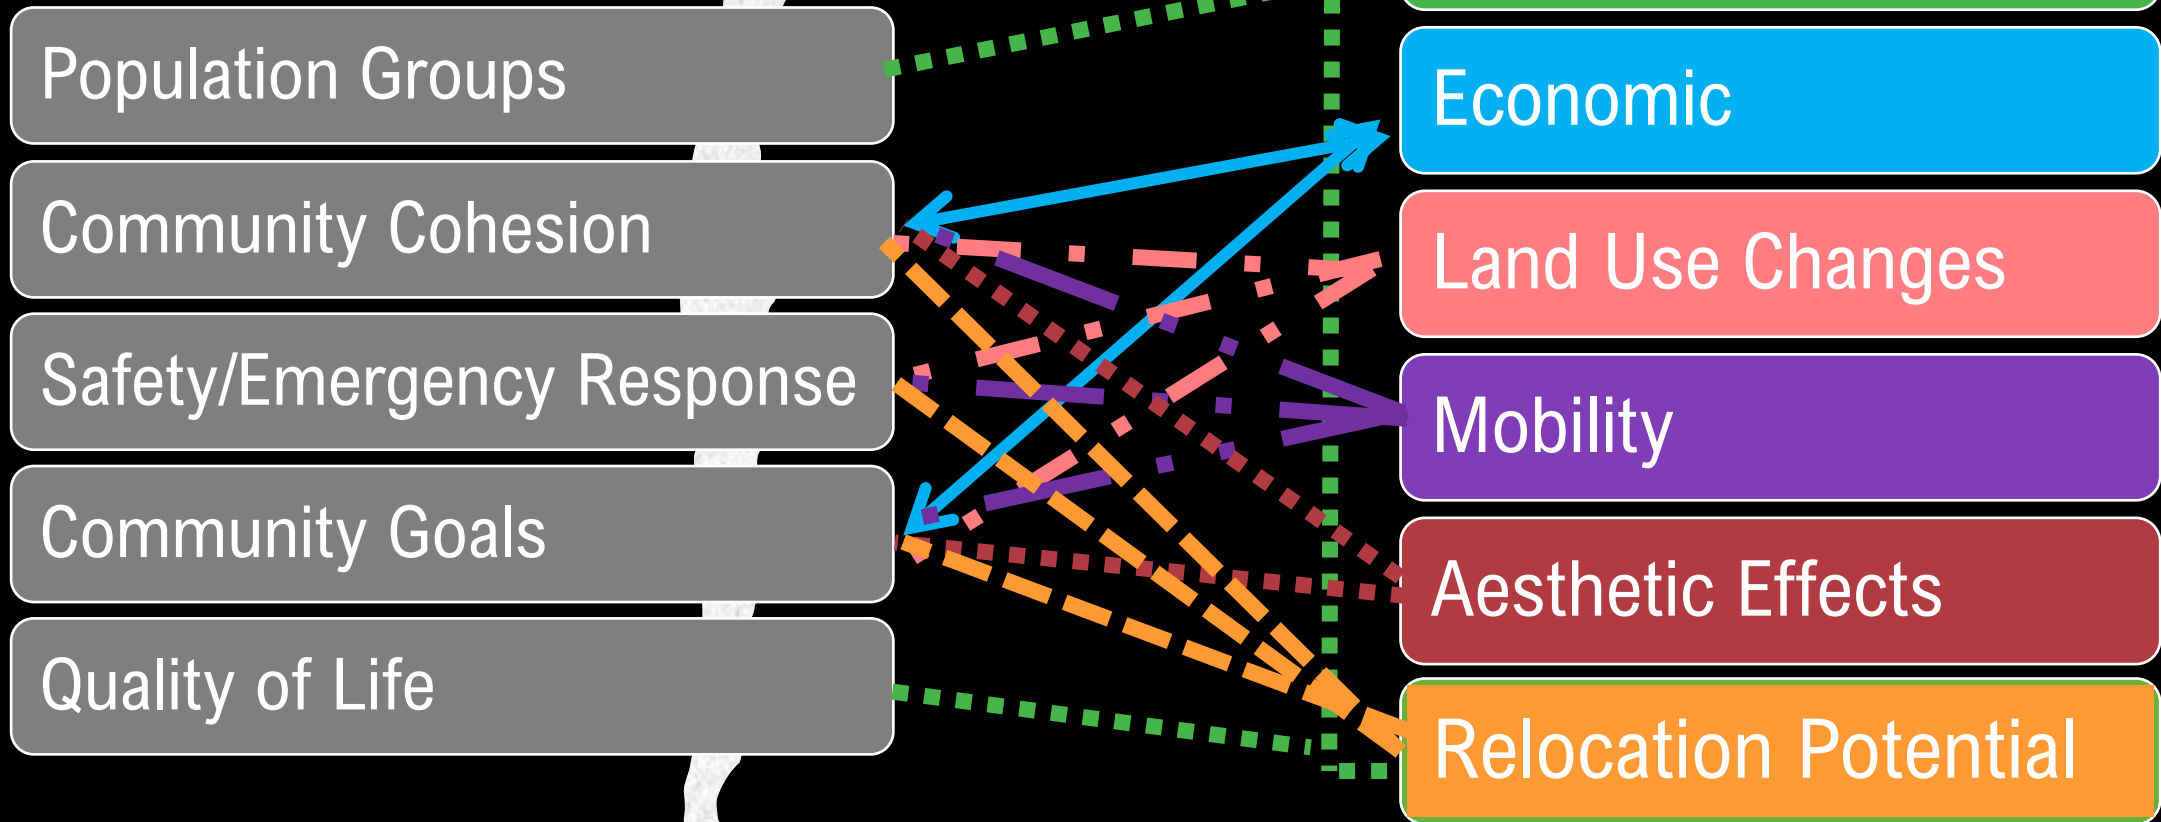 Population Groups
Community Cohesion
Safety/Emergency Response
Community Goals
Quality of Life
Economic
Land Use Changes
Mobility
Aesthetic Effects
Relocation Potential